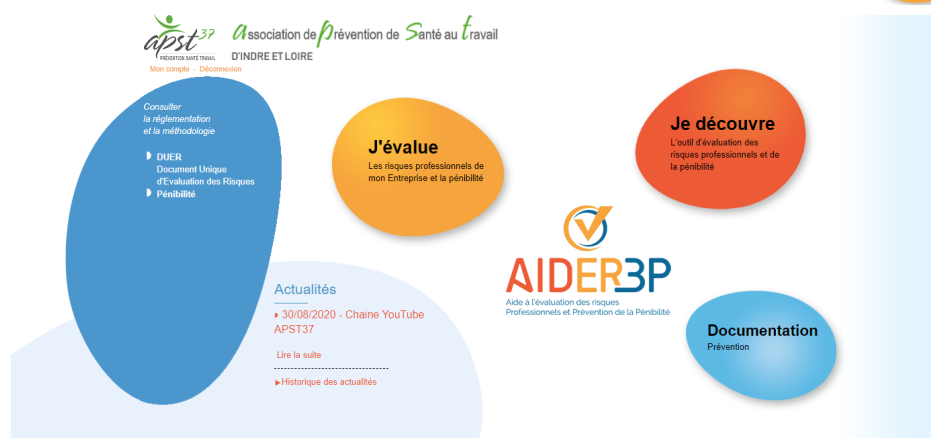 apst37
PRÉVENTION SANTÉ TRAVAIL
association de prévention de Santé au travail
D'INDRE ET LOIRE
Mon compte - Déconnexion
Consulter
la réglementation
et la méthodologie
DUER
Document Unique
d'Evaluation des Risques
Pénibilité
J'évalue
Les risques professionnels de
mon Entreprise et la pénibilité
Je découvre
L'outil d'évaluation des
risques professionnels et de
la pénibilité
AIDER3P
Aide à l'évaluation des risques
Professionnels et Prévention de la Pénibilité
Actualités
30/08/2020 - Chaine YouTube
APST37
Lire la suite
Historique des actualités
Documentation
Prévention